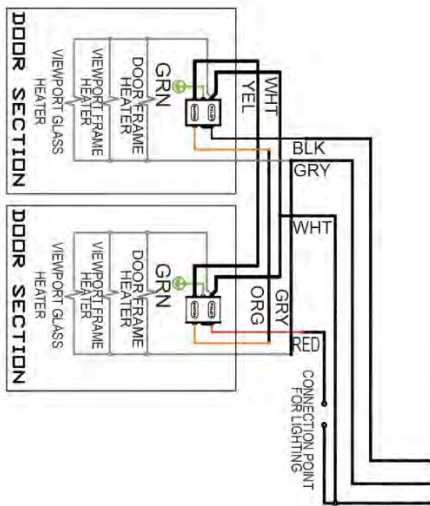 DOOR SECTION
VIEWPORT GLASS
HEATER
VIEWPORT FRAME
HEATER
DOOR FRAME
HEATER
GRN
WHT
YEL
BLK
GRY
WHT
DOOR SECTION
VIEWPORT GLASS
HEATER
VIEWPORT FRAME
HEATER
DOOR FRAME
HEATER
GRN
ORG
GRY
RED
CONNECTION POINT
FOR LIGHTING